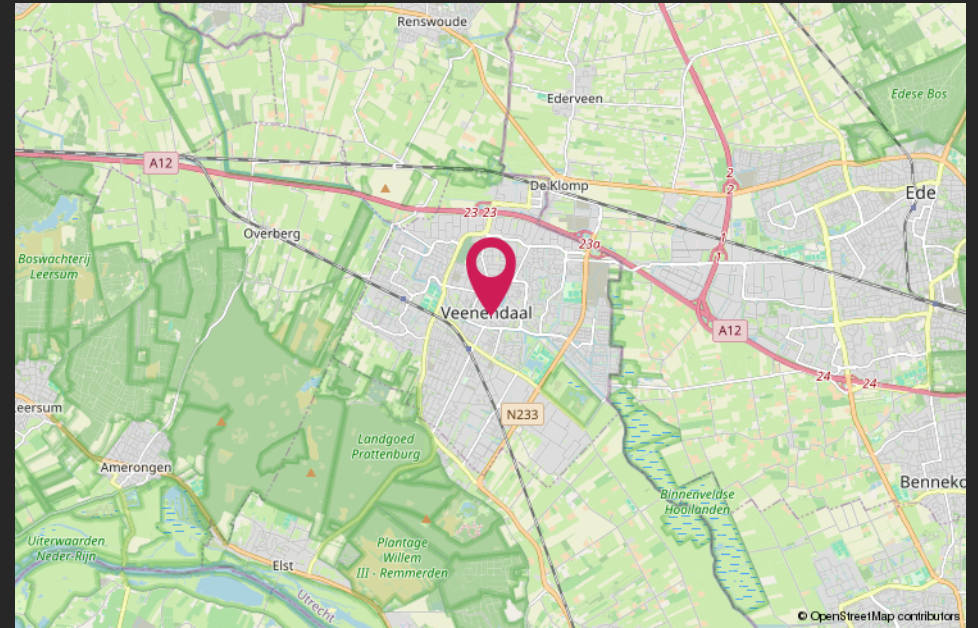 Renswoude
Ederveen
Edese Bos
A12
2
2
De Klomp
Ede
23 23
Overberg
1
23a
1
Boswachterij
Leersum
Veenendaal
A12
24
24
eersum
N233
Landgoed
Prattenburg
Amerongen
Benneko
Binnenveldse
Hooilanden
Uiterwaarden
Neder-Rijn
Plantage
Willem
III - Remmerden
Elst
Utrecht
© OpenStreetMap contributors